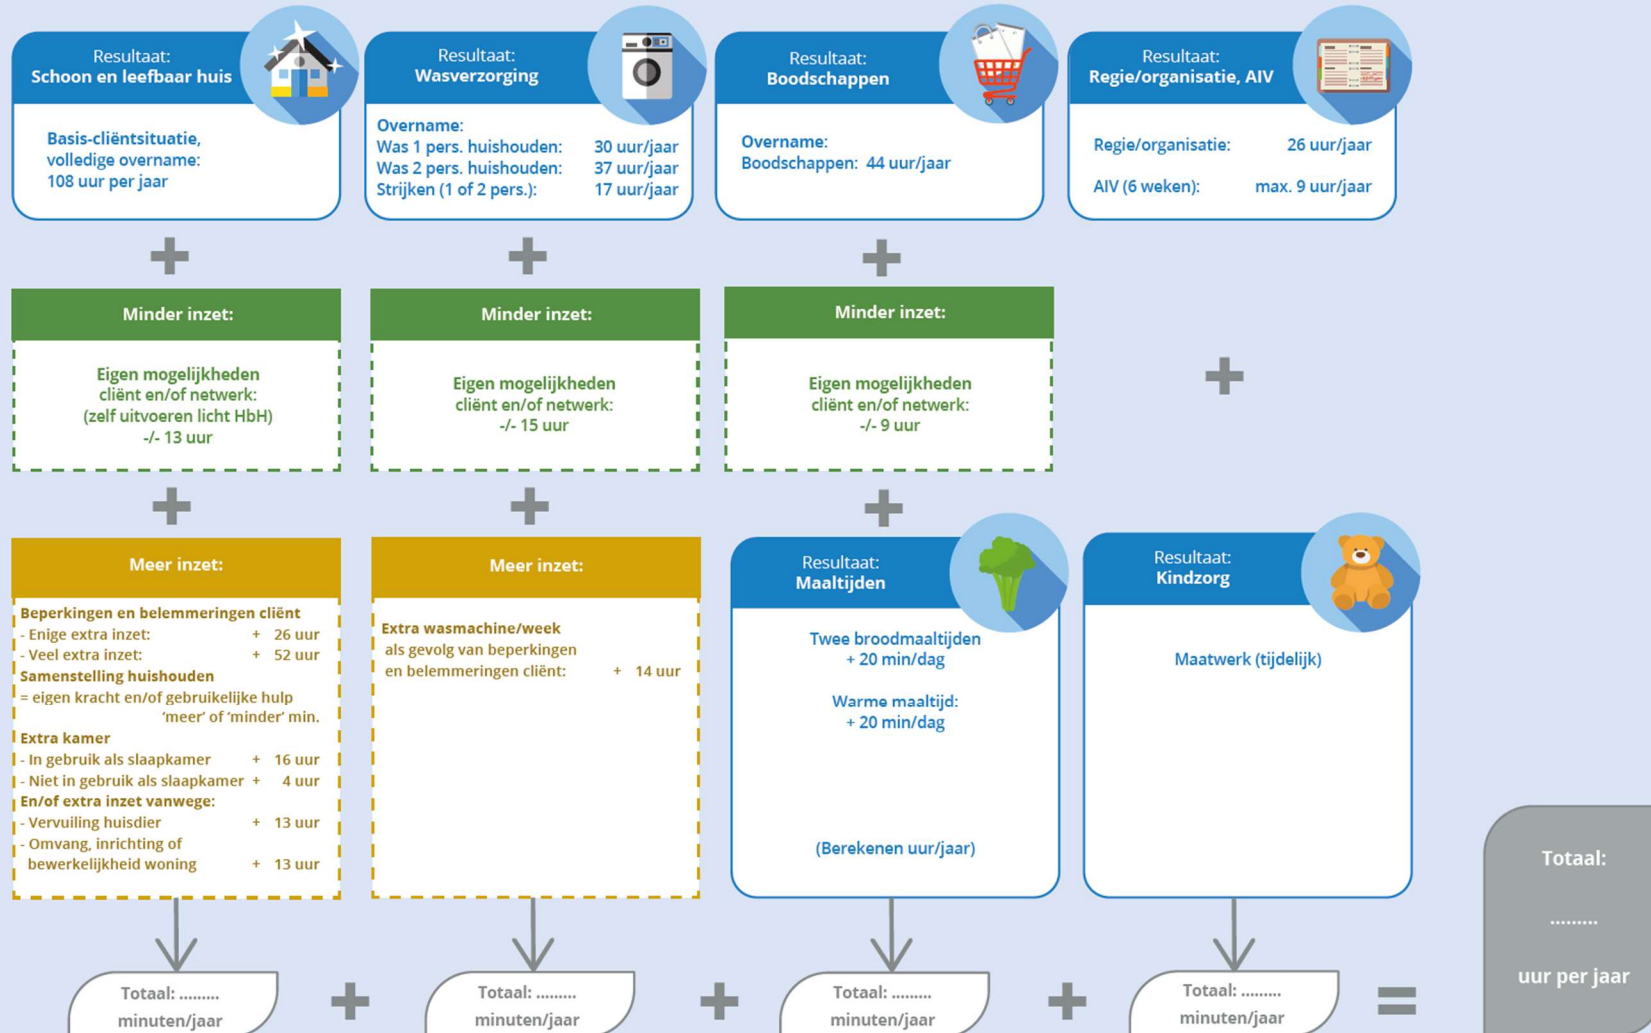 Resultaat:
Schoon en leefbaar huis
Basis-cliëntsituatie,
volledige overname:
108 uur per jaar
Resultaat:
Wasverzorging
Overname:
Was 1 pers. huishouden: 30 uur/jaar
Was 2 pers. huishouden: 37 uur/jaar
Strijken (1 of 2 pers.): 17 uur/jaar
Resultaat:
Boodschappen
Overname:
Boodschappen: 44 uur/jaar
Resultaat:
Regie/organisatie, AIV
Regie/organisatie: 26 uur/jaar
AIV (6 weken): max. 9 uur/jaar
+
+
+
Minder inzet:
Eigen mogelijkheden
cliënt en/of netwerk:
(zelf uitvoeren licht HbH)
-/- 13 uur
Minder inzet:
Eigen mogelijkheden
cliënt en/of netwerk:
-/- 15 uur
Minder inzet:
Eigen mogelijkheden
cliënt en/of netwerk:
-/- 9 uur
+
+
+
+
Meer inzet:
Beperkingen en belemmeringen cliënt
- Enige extra inzet: + 26 uur
- Veel extra inzet: + 52 uur
Samenstelling huishouden
= eigen kracht en/of gebruikelijke hulp
‘meer’ of ‘minder’ min.
Extra kamer
- In gebruik als slaapkamer + 16 uur
- Niet in gebruik als slaapkamer + 4 uur
En/of extra inzet vanwege:
- Vervuiling huisdier + 13 uur
- Omvang, inrichting of
bewerkelijkheid woning + 13 uur
Meer inzet:
Extra wasmachine/week
als gevolg van beperkingen
en belemmeringen cliënt: + 14 uur
Resultaat:
Maaltijden
Twee broodmaaltijden
+ 20 min/dag
Warme maaltijd:
+ 20 min/dag
(Berekenen uur/jaar)
Resultaat:
Kindzorg
Maatwerk (tijdelijk)
Totaal: .........
minuten/jaar
+
Totaal: .........
minuten/jaar
+
Totaal: .........
minuten/jaar
+
Totaal: .........
minuten/jaar
=
Totaal:
.........
uur per jaar